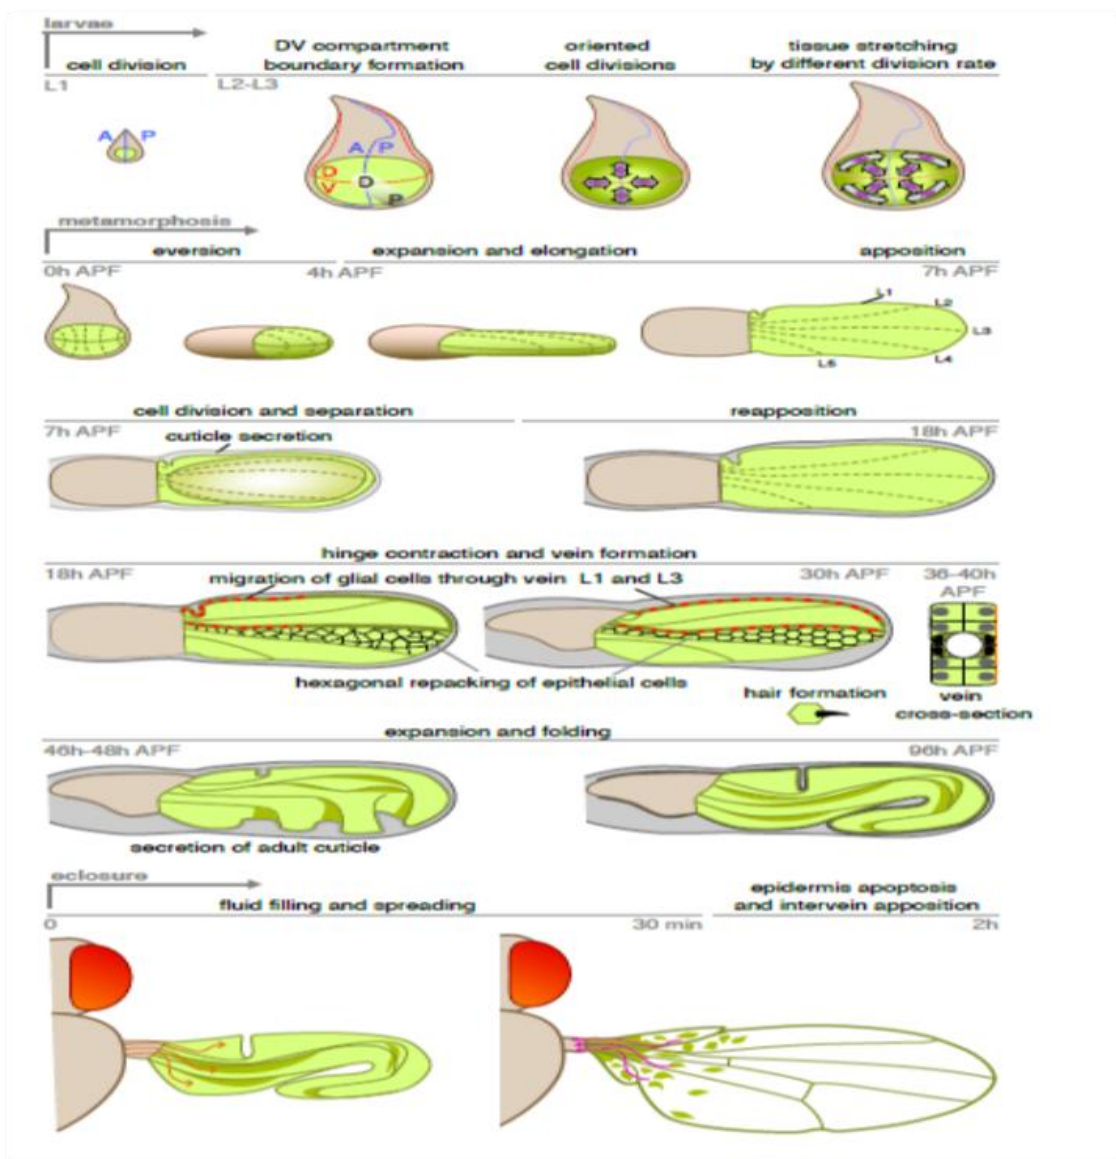 larvae
cell division
DV compartment
boundary formation
oriented
cell divisions
tissue stretching
by different division rate
L1
L2-L3
A P
A P
D
V
D
P
metamorphosis
eversion
expansion and elongation
apposition
0h APF
4h APF
7h APF
L1
L2
L3
L4
L5
cell division and separation
reapposition
7h APF
cuticle secretion
18h APF
hinge contraction and vein formation
18h APF
migration of glial cells through vein L1 and L3
30h APF
36-40h
APF
hexagonal repacking of epithelial cells
hair formation
vein
cross-section
expansion and folding
46h-48h APF
96h APF
secretion of adult cuticle
eclosure
fluid filling and spreading
epidermis apoptosis
and intervein apposition
0
30 min
2h